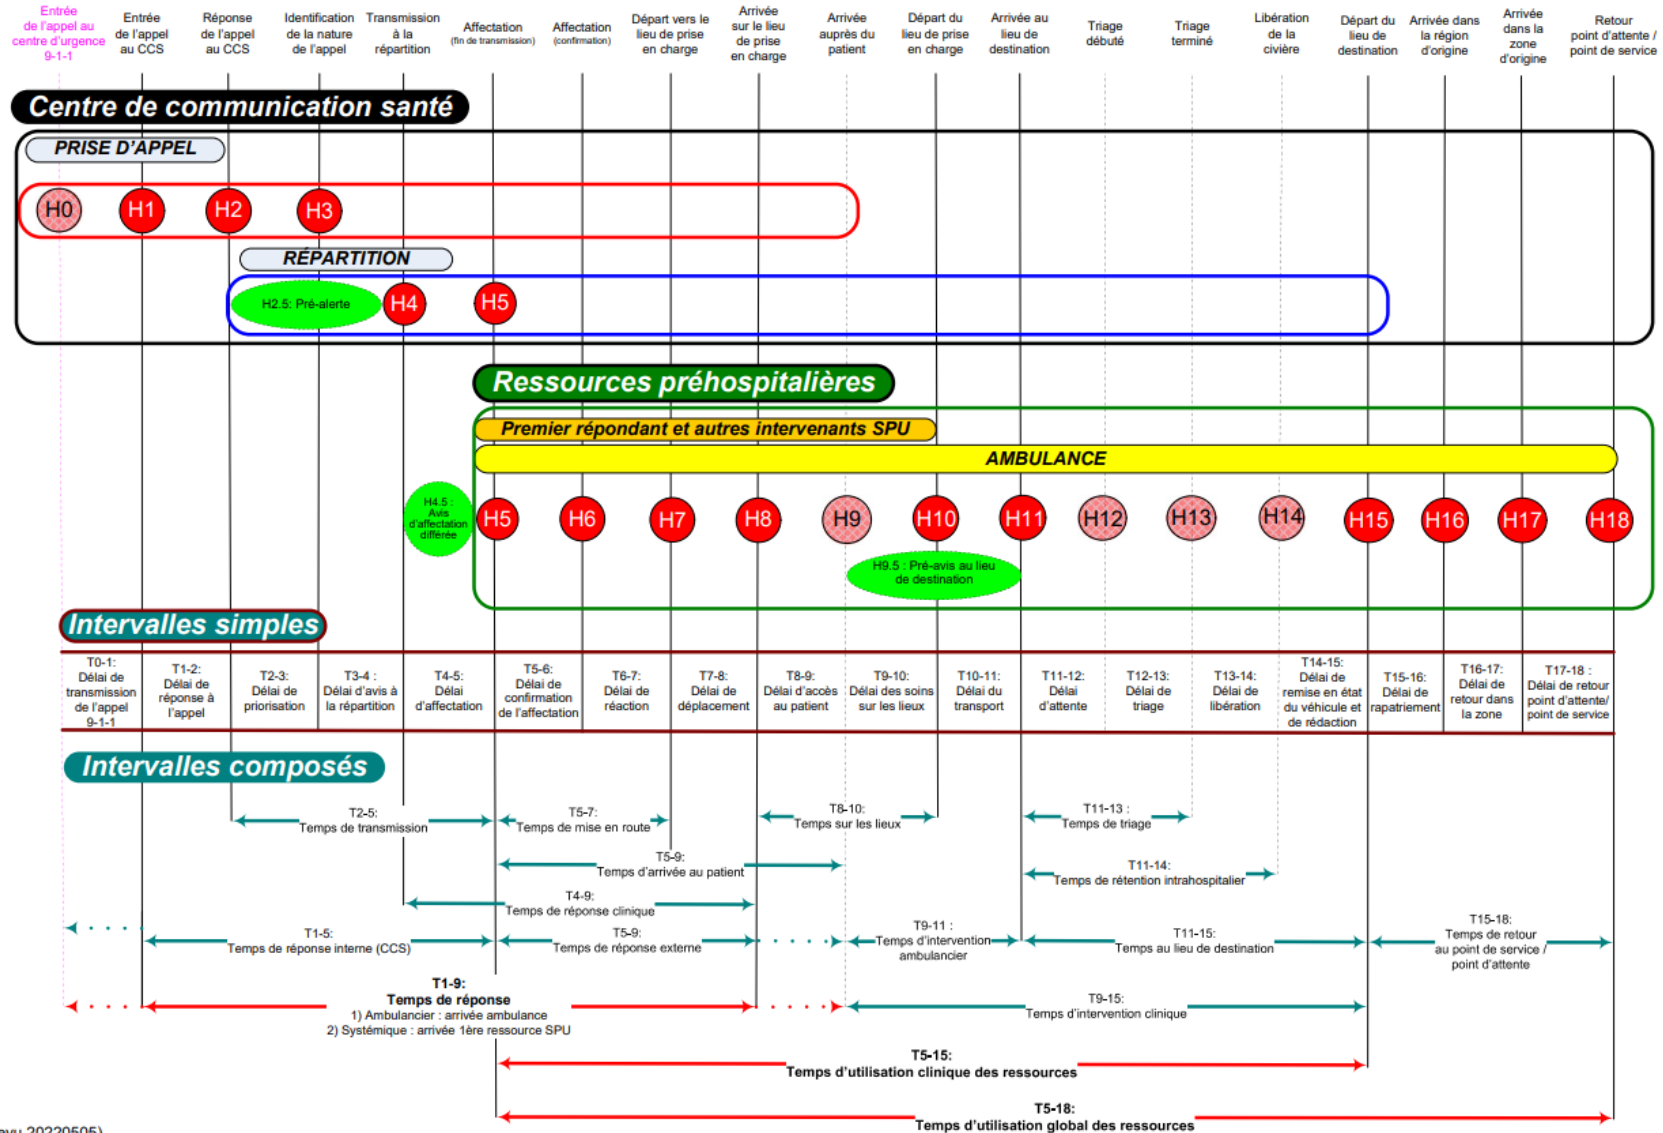 Entrée
de l'appel au
centre d'urgence
9-1-1
Entrée
de l'appel
au CCS
Réponse
de l'appel
au CCS
Identification
de la nature
de l'appel
Transmission
à la
répartition
Affectation
(fin de transmission)
Affectation
(confirmation)
Départ vers le
lieu de prise
en charge
Arrivée
sur le lieu
de prise
en charge
Arrivée
auprès du
patient
Départ du
lieu de prise
en charge
Arrivée au
lieu de
destination
Triage
débuté
Triage
terminé
Libération
de la
civière
Départ du
lieu de
destination
Arrivée dans
la région
d'origine
Arrivée
dans la
zone
d'origine
Retour
point d'attente /
point de service
Centre de communication santé
PRISE D'APPEL
H0
H1
H2
H3
RÉPARTITION
H2.5: Pré-alerte
H4
H5
Ressources préhospitalières
Premier répondant et autres intervenants SPU
AMBULANCE
H4.5 :
Avis
d'affectation
différée
H5
H6
H7
H8
H9
H10
H11
H12
H13
H14
H15
H16
H17
H18
H9.5 : Pré-avis au lieu
de destination
Intervalles simples
T0-1:
Délai de
transmission
de l'appel
9-1-1
T1-2:
Délai de
réponse à
l'appel
T2-3:
Délai de
priorisation
T3-4 :
Délai d'avis à
la répartition
T4-5:
Délai
d'affectation
T5-6:
Délai de
confirmation
de l'affectation
T6-7:
Délai de
réaction
T7-8:
Délai de
déplacement
T8-9:
Délai d'accès
au patient
T9-10:
Délai des soins
sur les lieux
T10-11:
Délai du
transport
T11-12:
Délai
d'attente
T12-13:
Délai de
triage
T13-14:
Délai de
libération
T14-15:
Délai de
remise en état
du véhicule et
de rédaction
T15-16:
Délai de
rapatriement
T16-17:
Délai de
retour dans
la zone
T17-18 :
Délai de retour
point d'attente/
point de service
Intervalles composés
T2-5:
Temps de transmission
T5-7:
Temps de mise en route
T8-10:
Temps sur les lieux
T11-13 :
Temps de triage
T5-9:
Temps d'arrivée au patient
T11-14:
Temps de rétention intrahospitalier
T4-9:
Temps de réponse clinique
T1-5:
Temps de réponse interne (CCS)
T5-9:
Temps de réponse externe
T9-11 :
Temps d'intervention
ambulancier
T11-15:
Temps au lieu de destination
T15-18:
Temps de retour
au point de service /
point d'attente
T1-9:
Temps de réponse
1) Ambulancier : arrivée ambulance
2) Systémique : arrivée 1ère ressource SPU
T9-15:
Temps d'intervention clinique
T5-15:
Temps d'utilisation clinique des ressources
T5-18:
Temps d'utilisation global des ressources